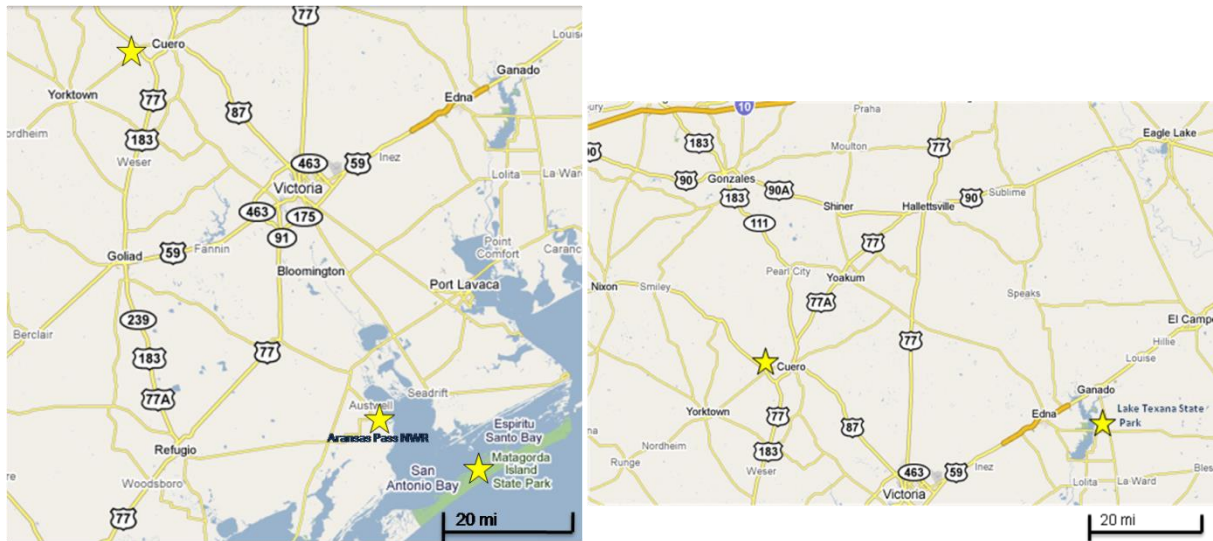 77
Louise
Cuero
Ganado
Yorktown
77
Edna
87
Nordheim
183
Weser
463
59
Inez
Lolita
La-Ward
Victoria
463
175
91
Point
Comfort
Caranc
Goliad
59
Fannin
Bloomington
Port Lavaca
239
Berclair
77
183
77A
Seadrift
Austwell
Aransas Pass NWR
Espiritu
Santo Bay
Refugio
Matagorda
Island
State Park
San
Antonio Bay
Woodsboro
77
20 mi
10
Praha
Eagle Lake
183
Moulton
77
90
Gonzales
90
90A
Sublime
183
Shiner
Hallettsville
90
111
77
Pearl City
Yoakum
Nixon
Smiley
77A
Speaks
El Campo
77
Hillie
Louise
Cuero
Ganado
Yorktown
77
Edna
Lake Texana State
Park
87
Nordheim
183
Runge
Weser
463
59
Inez
Victoria
Lolita
La-Ward
20 mi